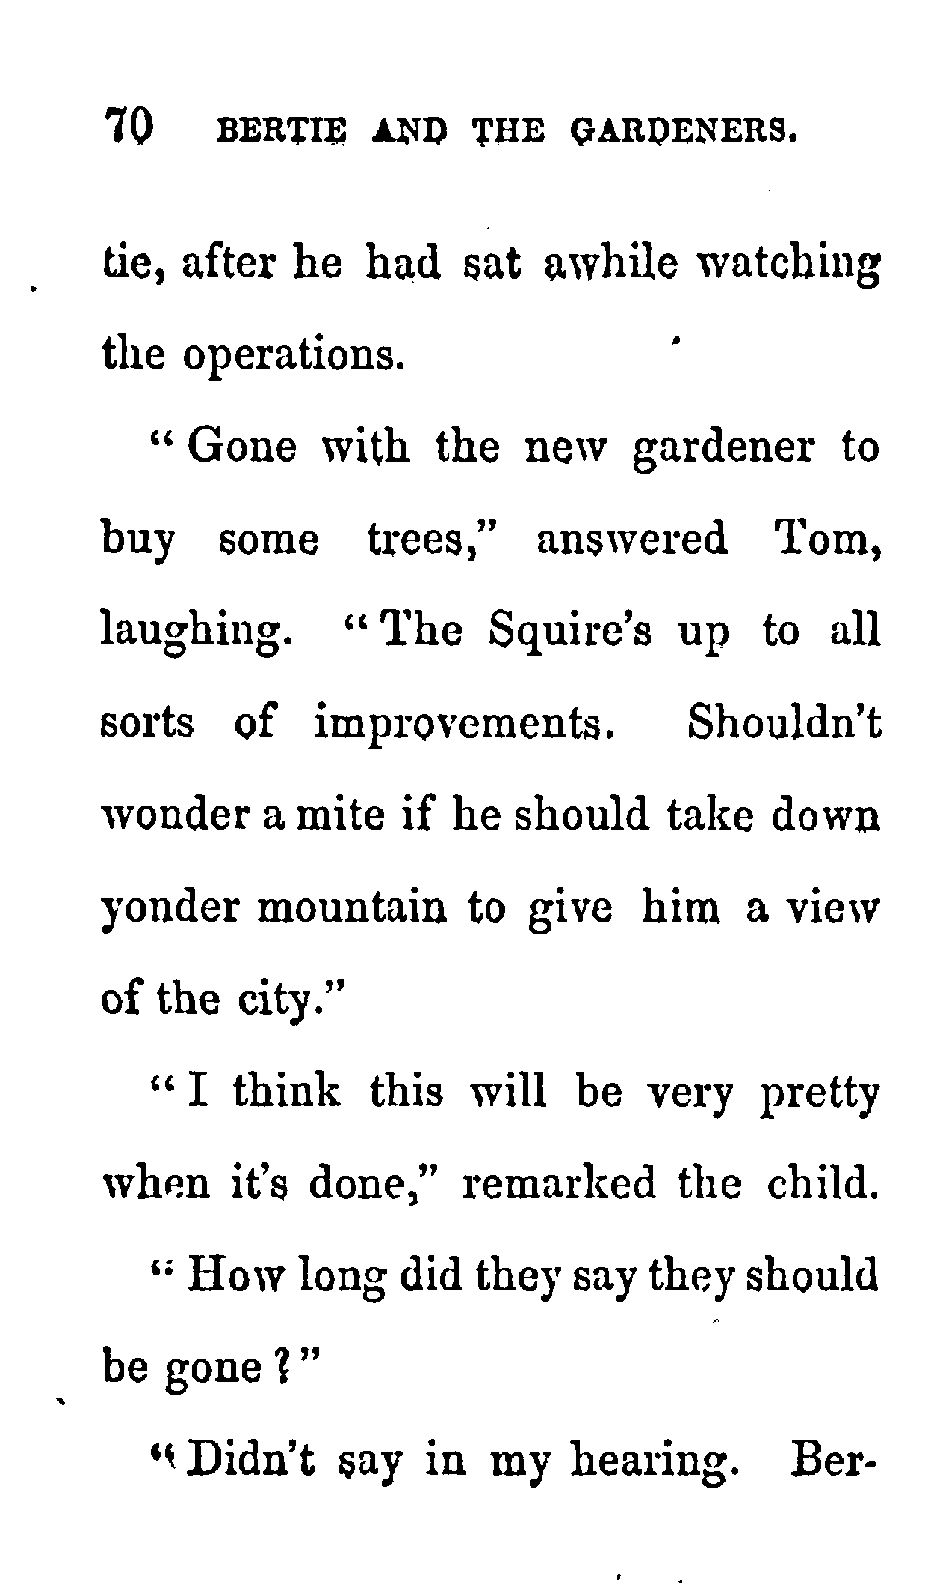 70 BERTIE AND THE GARDENERS.
tie, after he had sat awhile watching
the operations.
“Gone with the new gardener to
buy some trees,” answered Tom,
laughing. “The Squire’s up to all
sorts of improvements. Shouldn’t
wonder a mite if he should take down
yonder mountain to give him a view
of the city.”
“I think this will be very pretty
when it’s done,” remarked the child.
“How long did they say they should
be gone?”
“Didn’t say in my hearing. Ber-